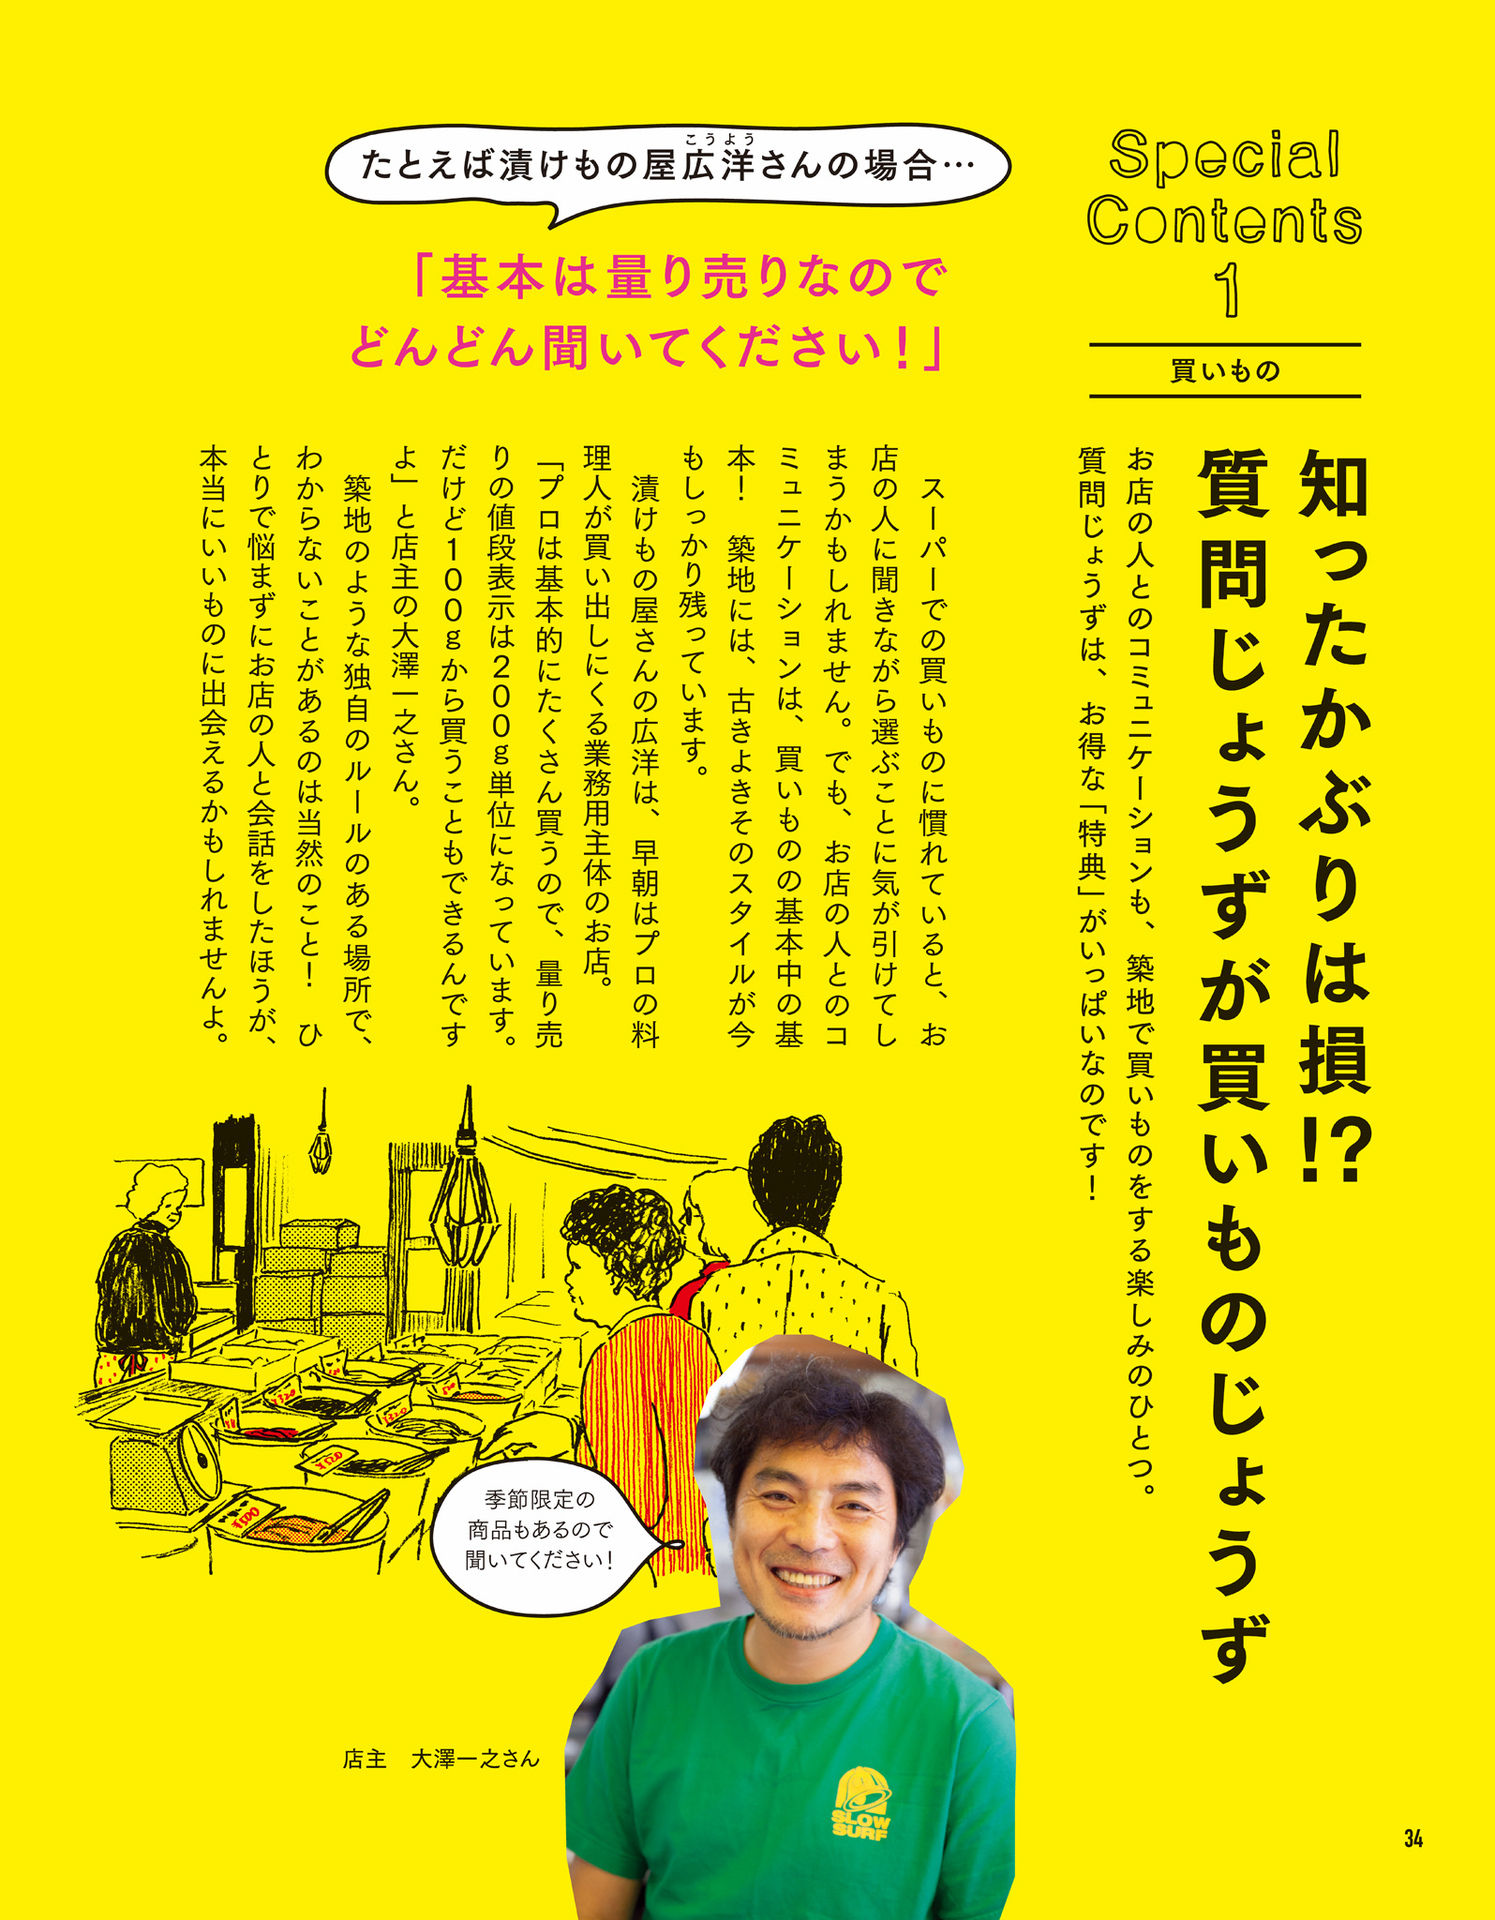 Special
Contents
1
買いもの
知ったかぶりは損!?
質問じょうずが買いものじょうず
お店の人とのコミュニケーションも、築地で買いものをする楽しみのひとつ。
質問じょうずは、お得な「特典」がいっぱいなのです!
こうよう
たとえば漬けもの屋広洋さんの場合…
「基本は量り売りなので
どんどん聞いてください!」
スーパーでの買いものに慣れていると、お
店の人に聞きながら選ぶことに気が引けてし
まうかもしれません。でも、お店の人とのコ
ミュニケーションは、買いものの基本中の基
本! 築地には、古きよきそのスタイルが今
もしっかり残っています。
漬けもの屋さんの広洋は、早朝はプロの料
理人が買い出しにくる業務用主体のお店。
「プロは基本的にたくさん買うので、量り売
りの値段表示は200g単位になっています。
だけど100gから買うこともできるんです
よ」と店主の大澤一之さん。
築地のような独自のルールのある場所で、
わからないことがあるのは当然のこと! ひ
とりで悩まずにお店の人と会話をしたほうが、
本当にいいものに出会えるかもしれませんよ。
季節限定の
商品もあるので
聞いてください!
店主 大澤一之さん
SLOW
SURF
34